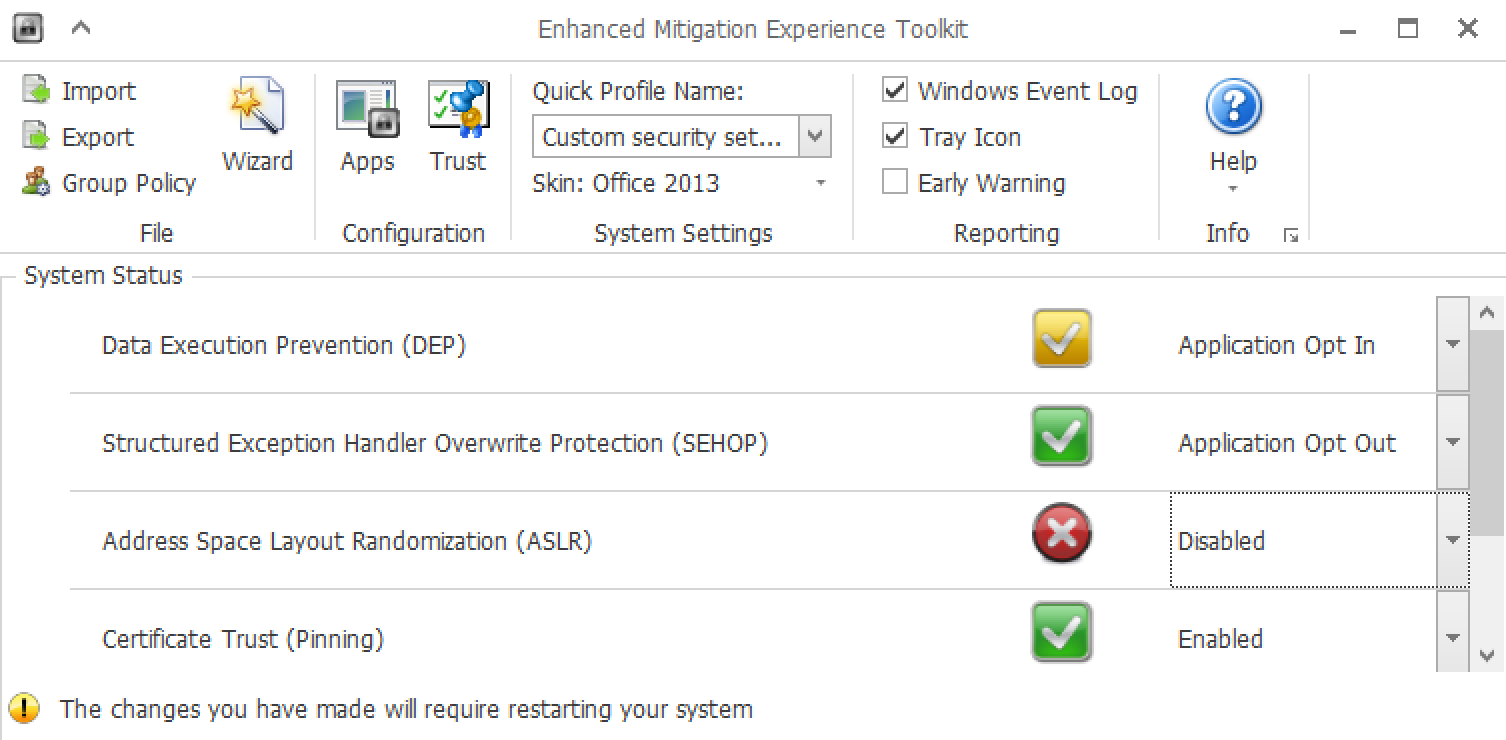 Enhanced Mitigation Experience Toolkit
Import
Export
Group Policy
Wizard
File
Apps
Trust
Configuration
Quick Profile Name:
Custom security set...
Skin: Office 2013
System Settings
Windows Event Log
Tray Icon
Early Warning
Reporting
Help
Info
System Status
Data Execution Prevention (DEP) Application Opt In
Structured Exception Handler Overwrite Protection (SEHOP) Application Opt Out
Address Space Layout Randomization (ASLR) Disabled
Certificate Trust (Pinning) Enabled
The changes you have made will require restarting your system